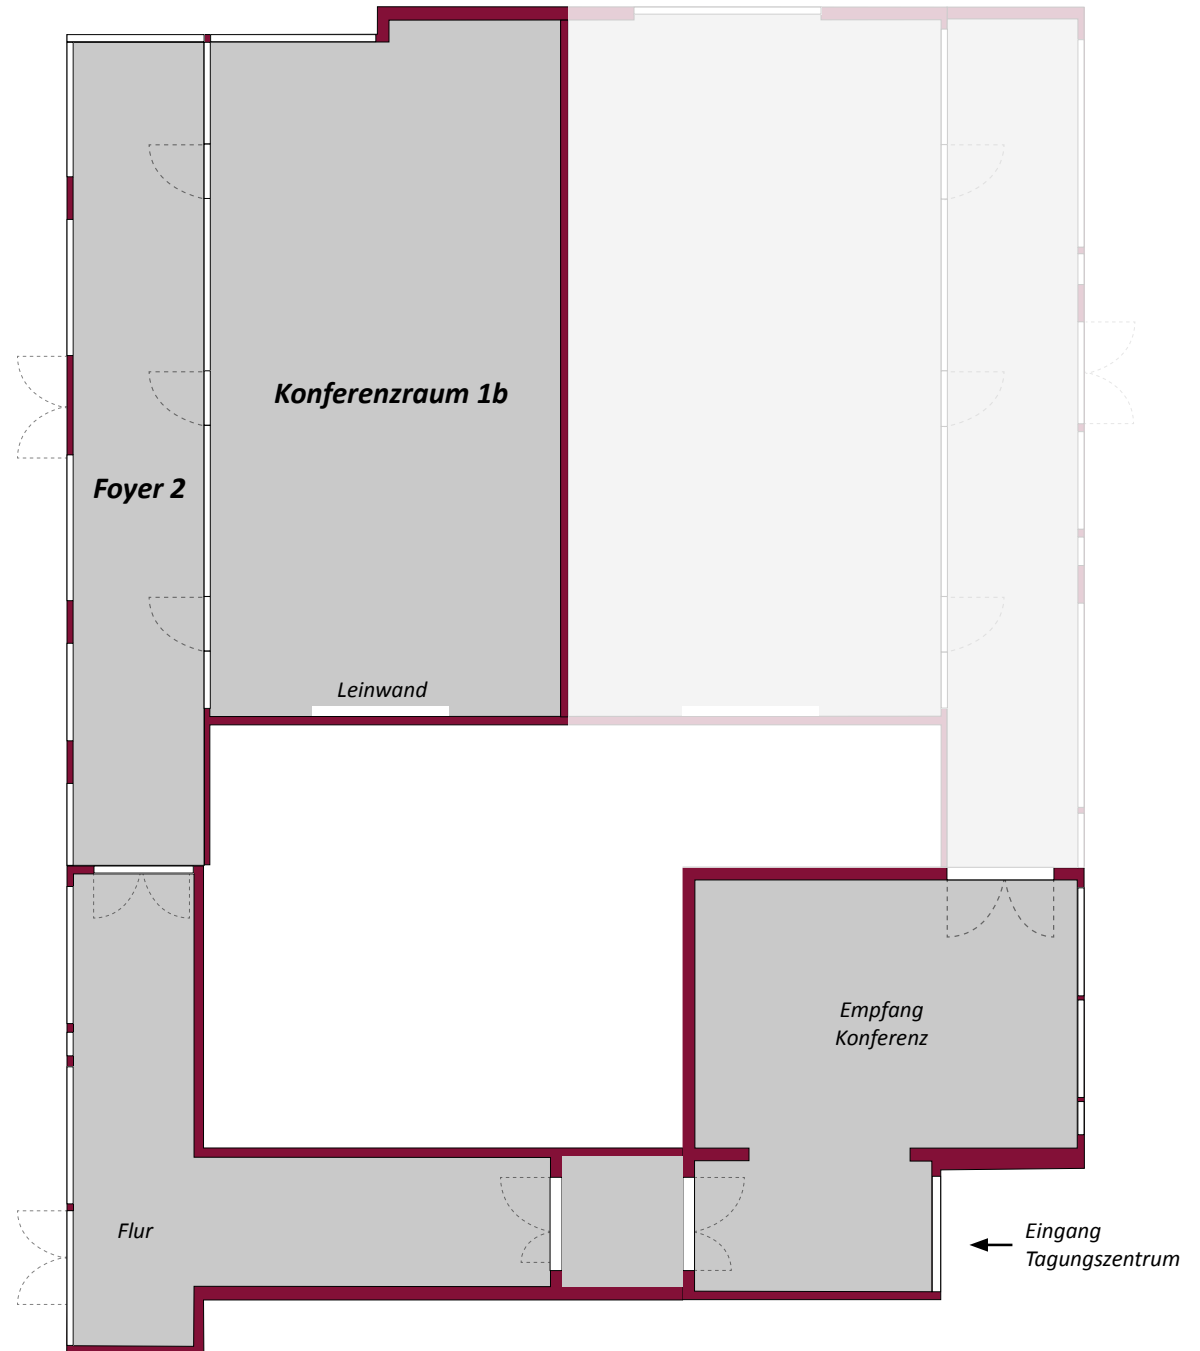 Konferenzraum 1b
Foyer 2
Leinwand
Empfang
Konferenz
Flur
Eingang
Tagungszentrum